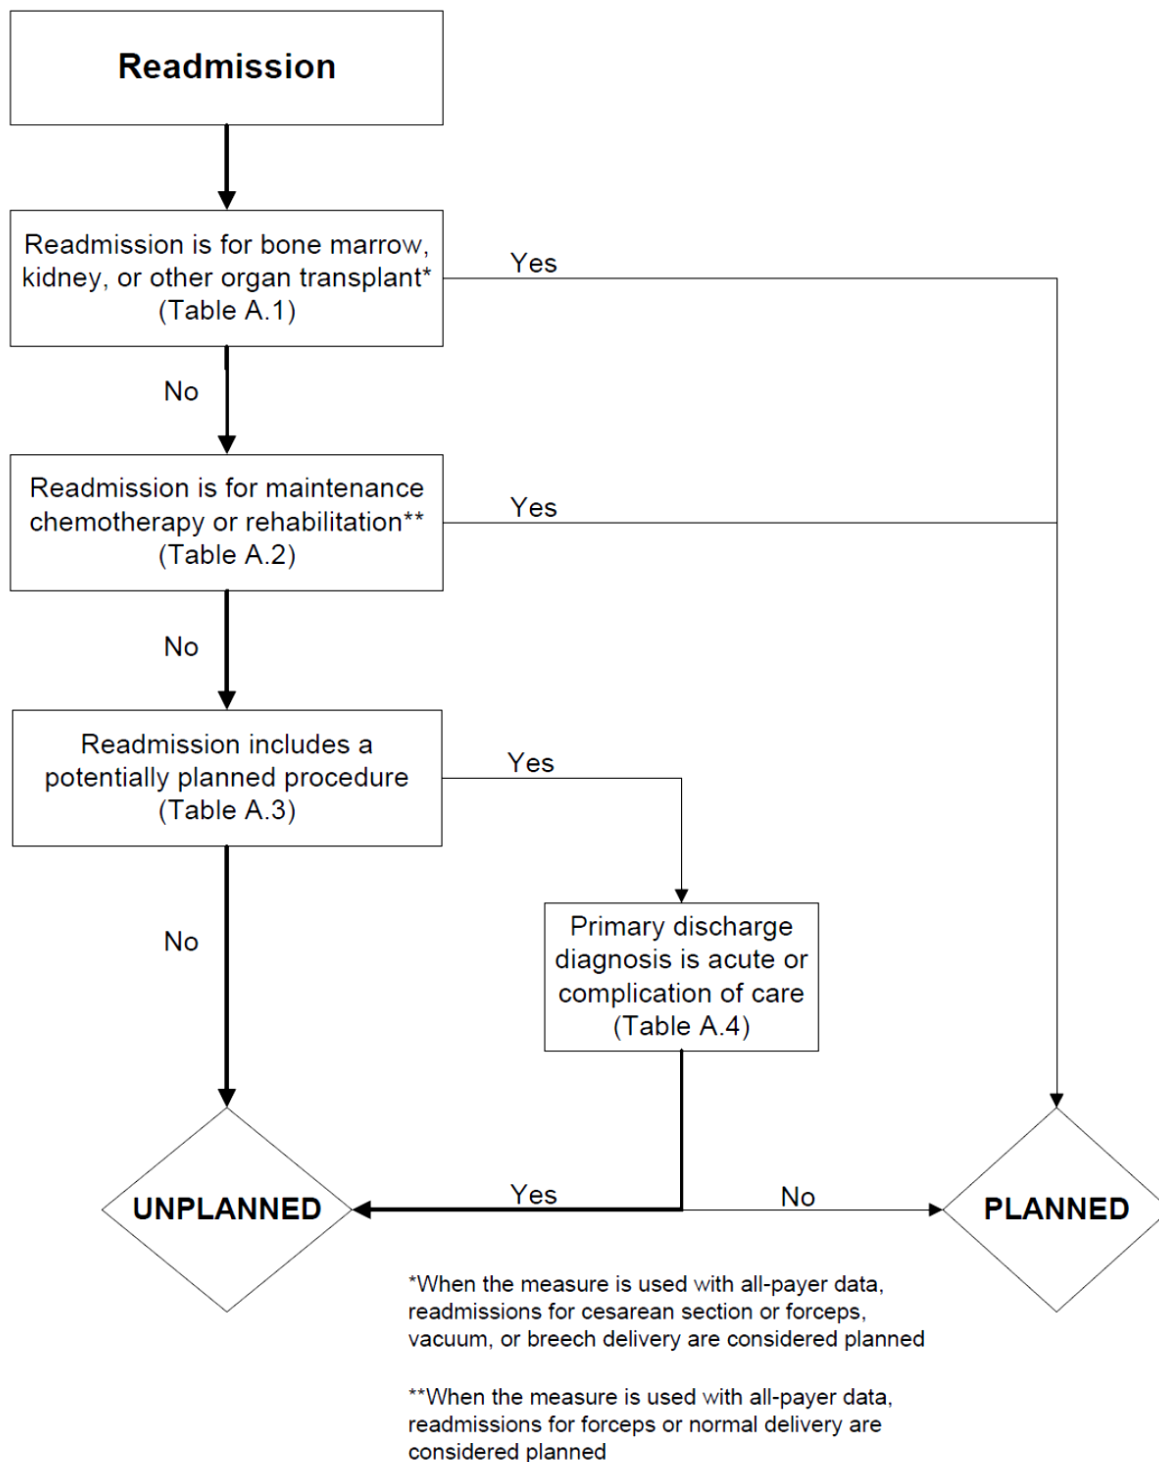 Readmission
Readmission is for bone marrow,
kidney, or other organ transplant*
(Table A.1)
Yes
No
Readmission is for maintenance
chemotherapy or rehabilitation**
(Table A.2)
Yes
No
Readmission includes a
potentially planned procedure
(Table A.3)
Yes
No
Primary discharge
diagnosis is acute or
complication of care
(Table A.4)
Yes
No
UNPLANNED
PLANNED
*When the measure is used with all-payer data,
readmissions for cesarean section or forceps,
vacuum, or breech delivery are considered planned
**When the measure is used with all-payer data,
readmissions for forceps or normal delivery are
considered planned